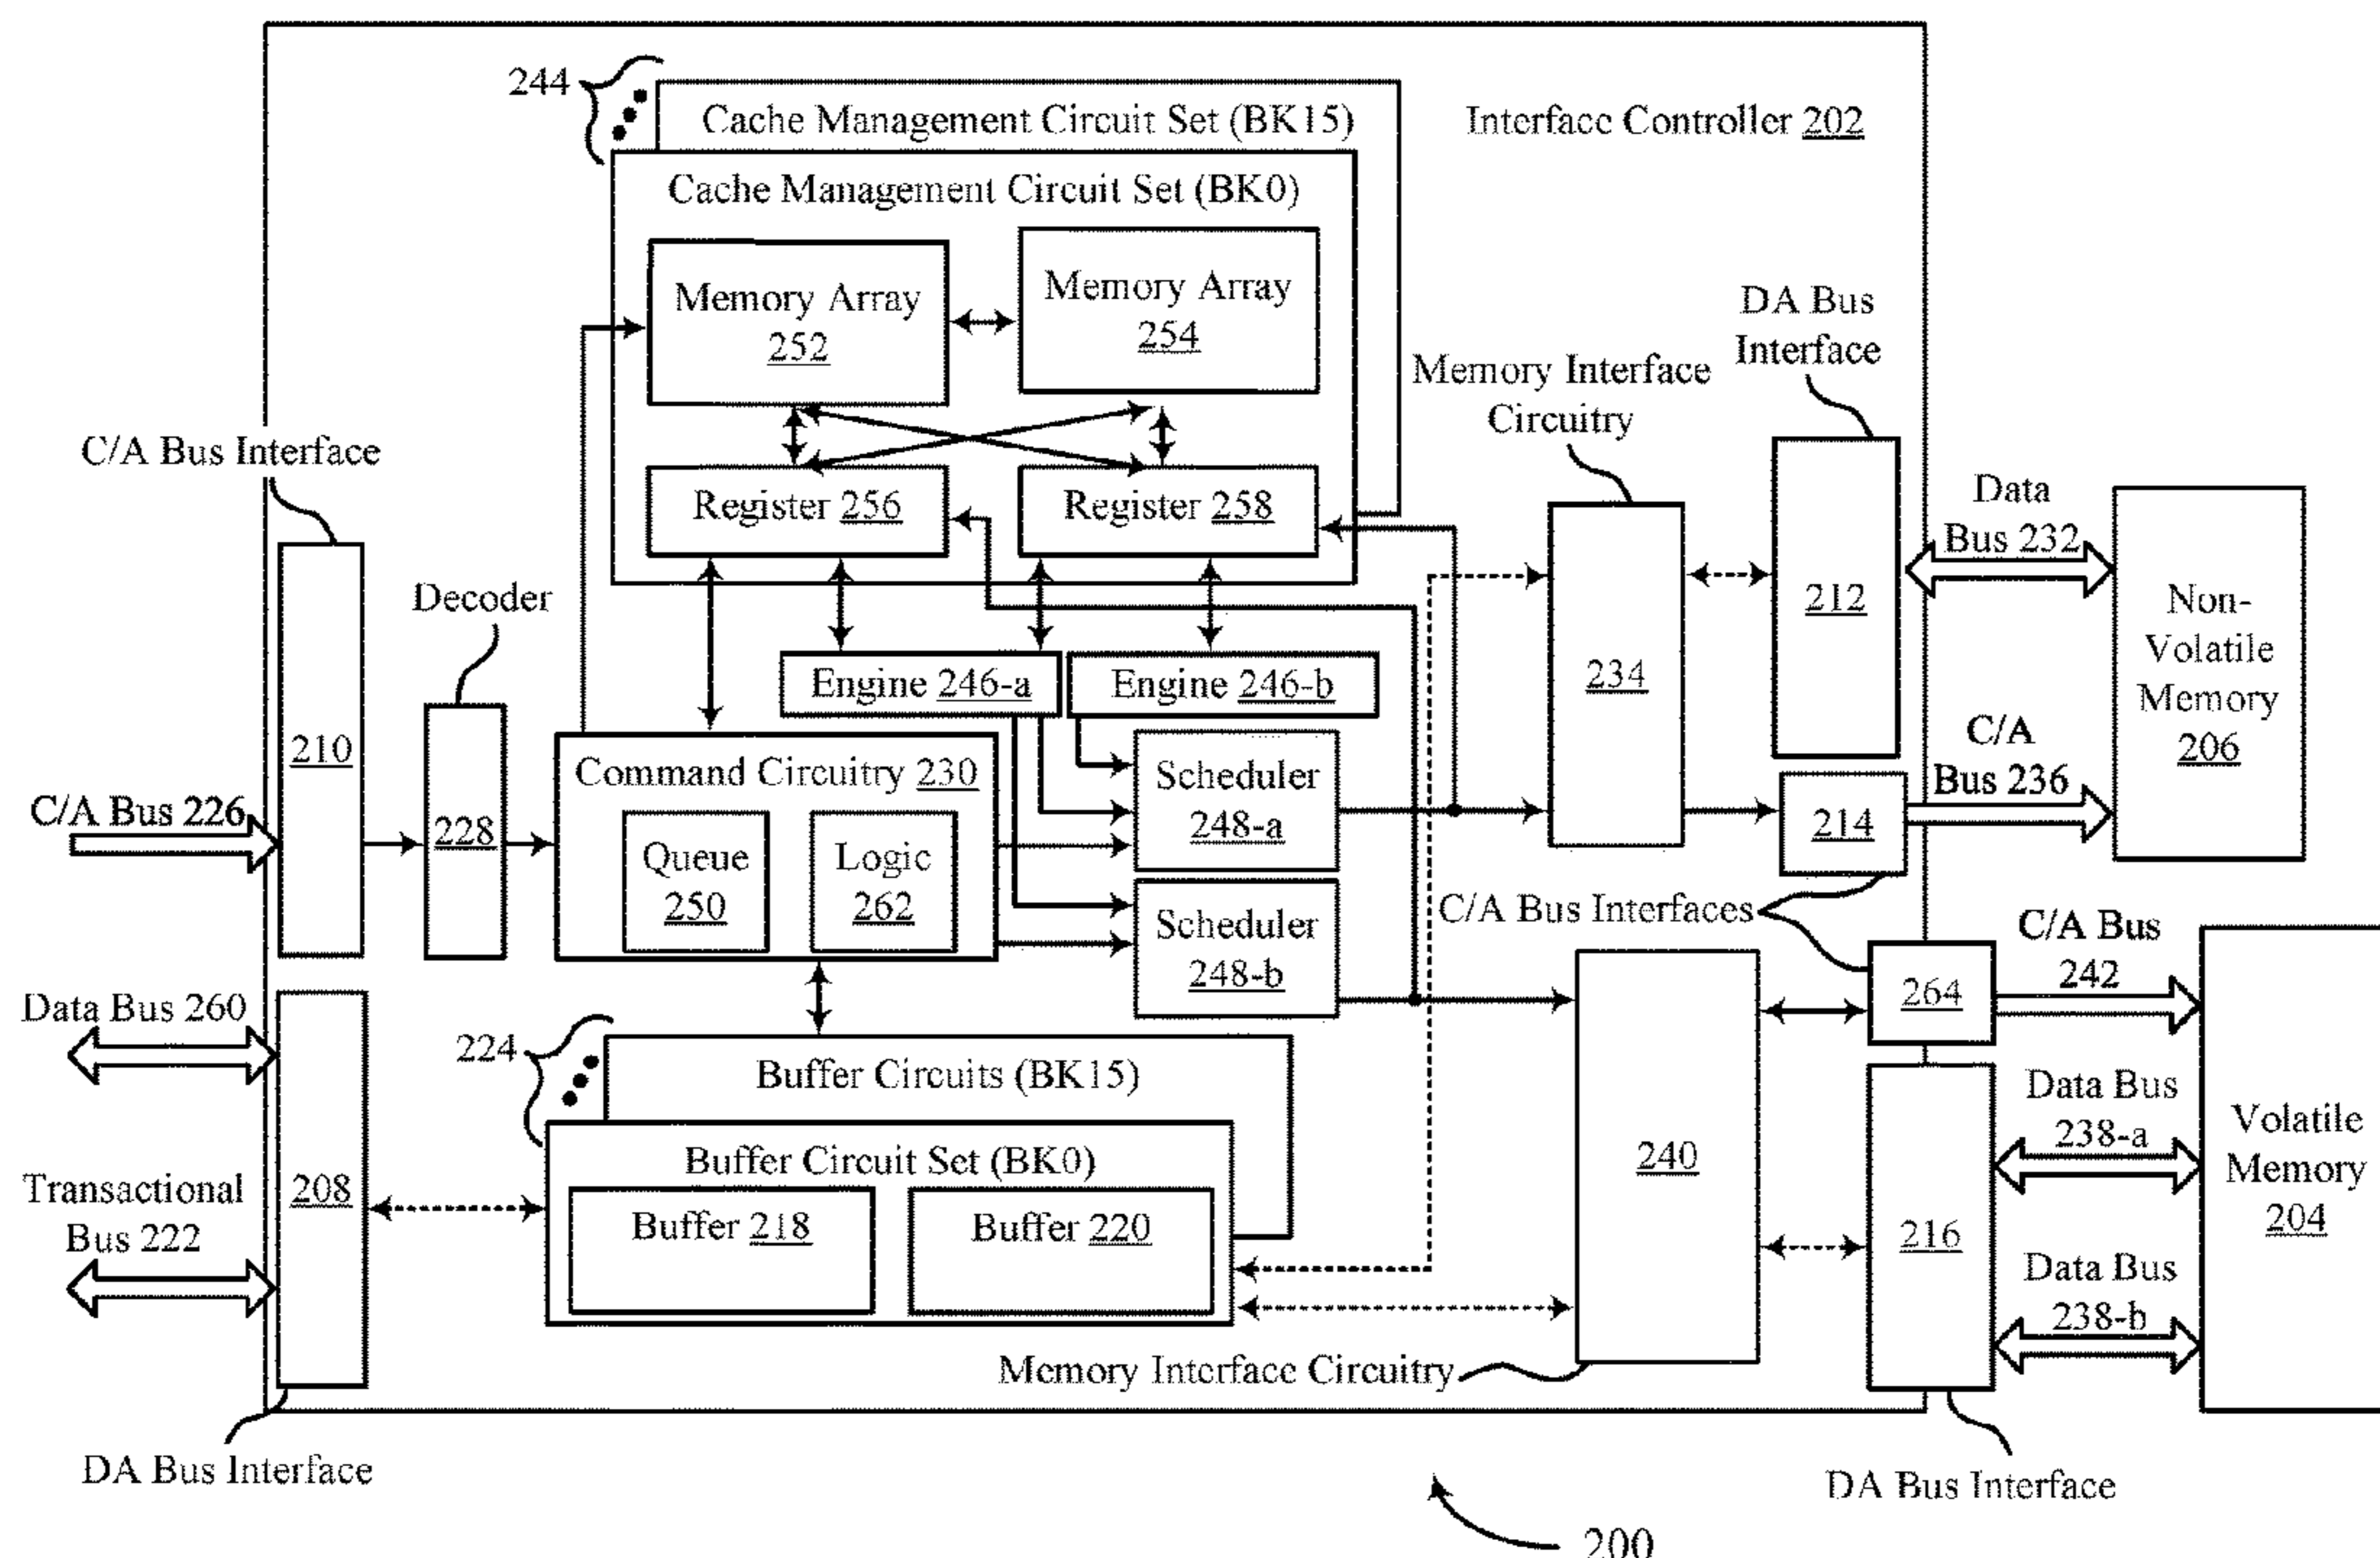 244
Cache Management Circuit Set (BK15)
Interface Controller 202
Cache Management Circuit Set (BK0)
Memory Array
252
Memory Array
254
DA Bus
Interface
Memory Interface
Circuitry
C/A Bus Interface
Register 256
Register 258
Data
Bus 232
Decoder
212
Non-
Volatile
Memory
206
234
Engine 246-a
Engine 246-b
210
C/A
Bus 236
Command Circuitry 230
Scheduler
248-a
C/A Bus 226
228
214
Queue
250
Logic
262
C/A Bus Interfaces
Scheduler
248-b
C/A Bus
242
264
Data Bus 260
224
Buffer Circuits (BK15)
Data Bus
238-a
Volatile
Memory
204
Buffer Circuit Set (BK0)
240
Transactional
Bus 222
208
Buffer 218
Buffer 220
216
Data Bus
238-b
Memory Interface Circuitry
DA Bus Interface
DA Bus Interface
200